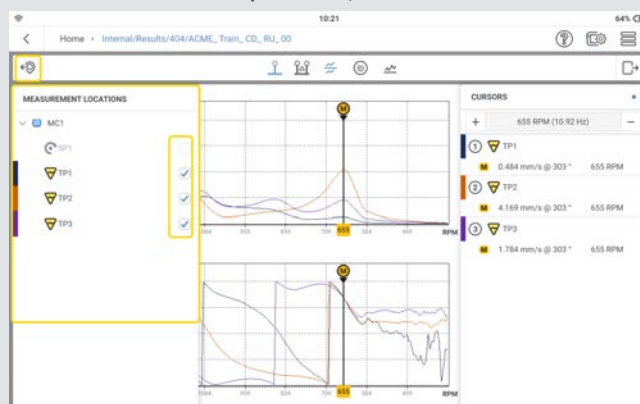 10:21
64%
Home Internal/Results/404/ACME_Train_CD_RU_00
MEASUREMENT LOCATIONS
MC1
SP1
TP1
TP2
TP3
M
655
RPM
M
655
RPM
CURSORS
+ 655 RPM (10.92 Hz) −
1 TP1
M 0.484 mm/s @ 303 ° 655 RPM
2 TP2
M 4.169 mm/s @ 303 ° 655 RPM
3 TP3
M 1.784 mm/s @ 303 ° 655 RPM